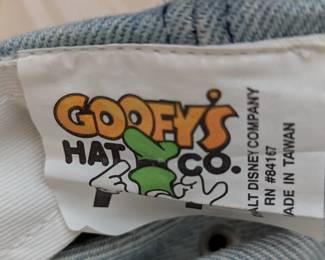 GOOFY'S
HAT CO.
ALT DISNEY COMPANY
RN #84167
ADE IN TAIWAN